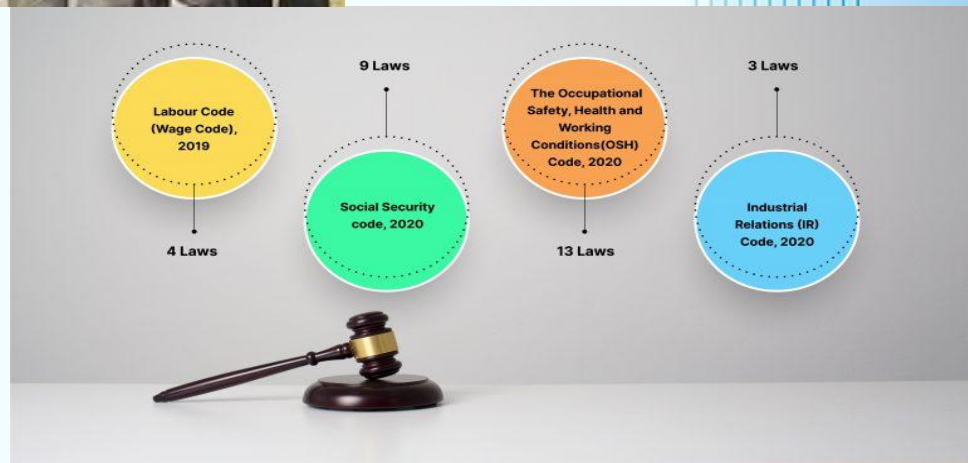 Labour Code
(Wage Code),
2019
4 Laws
9 Laws
Social Security
code, 2020
The Occupational
Safety, Health and
Working
Conditions(OSH)
Code, 2020
13 Laws
3 Laws
Industrial
Relations (IR)
Code, 2020